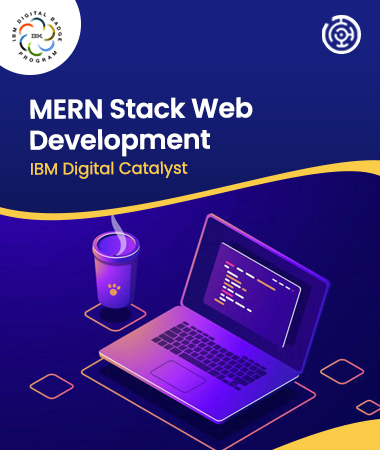 IBM DIGITAL BADGE
IBM
PROGRAM
MERN Stack Web
Development
IBM Digital Catalyst